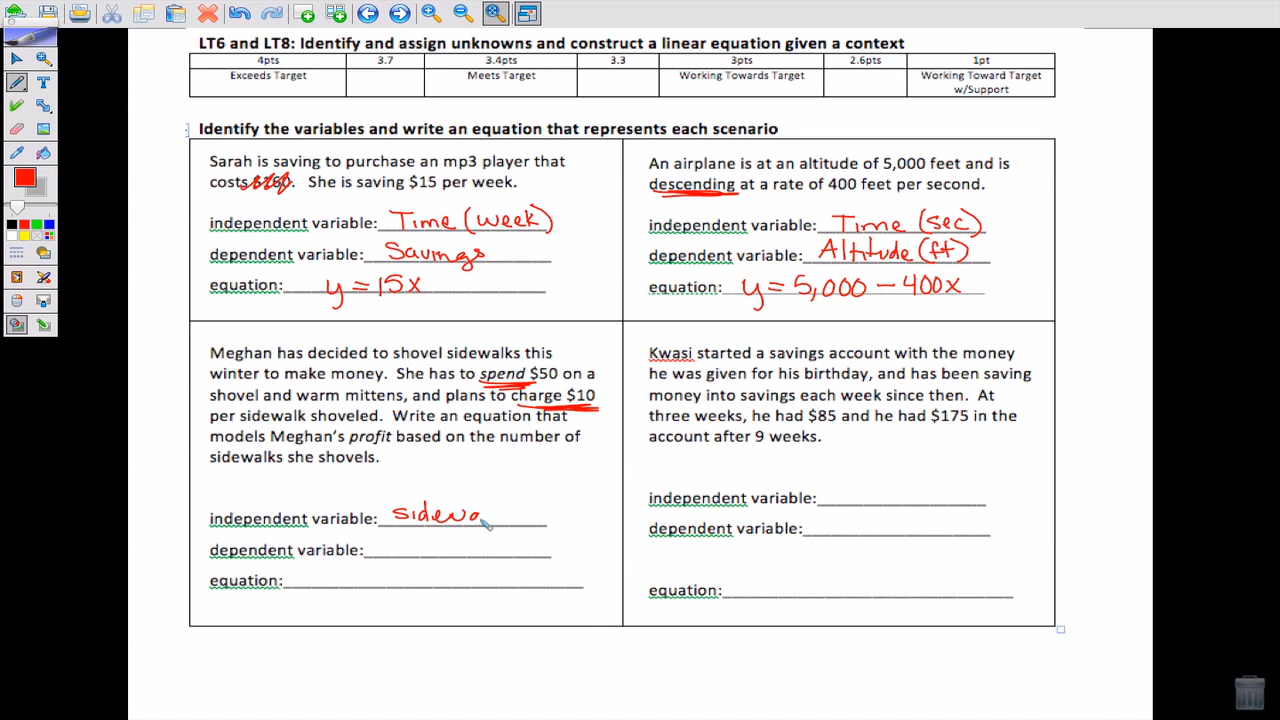 LT6 and LT8: Identify and assign unknowns and construct a linear equation given a context
4pts 3.7 3.4pts 3.3 3pts 2.6pts 1pt
Exceeds Target Meets Target Working Towards Target Working Toward Target
w/Support
Identify the variables and write an equation that represents each scenario
Sarah is saving to purchase an mp3 player that
costs $160. She is saving $15 per week.
independent variable: Time (week)
dependent variable: Savings
equation: y = 15x
An airplane is at an altitude of 5,000 feet and is
descending at a rate of 400 feet per second.
independent variable: Time (sec)
dependent variable: Altitude (ft)
equation: y = 5,000 - 400x
Meghan has decided to shovel sidewalks this
winter to make money. She has to spend $50 on a
shovel and warm mittens, and plans to charge $10
per sidewalk shoveled. Write an equation that
models Meghan's profit based on the number of
sidewalks she shovels.
independent variable: sidewa
dependent variable:
equation:
Kwasi started a savings account with the money
he was given for his birthday, and has been saving
money into savings each week since then. At
three weeks, he had $85 and he had $175 in the
account after 9 weeks.
independent variable:
dependent variable:
equation: